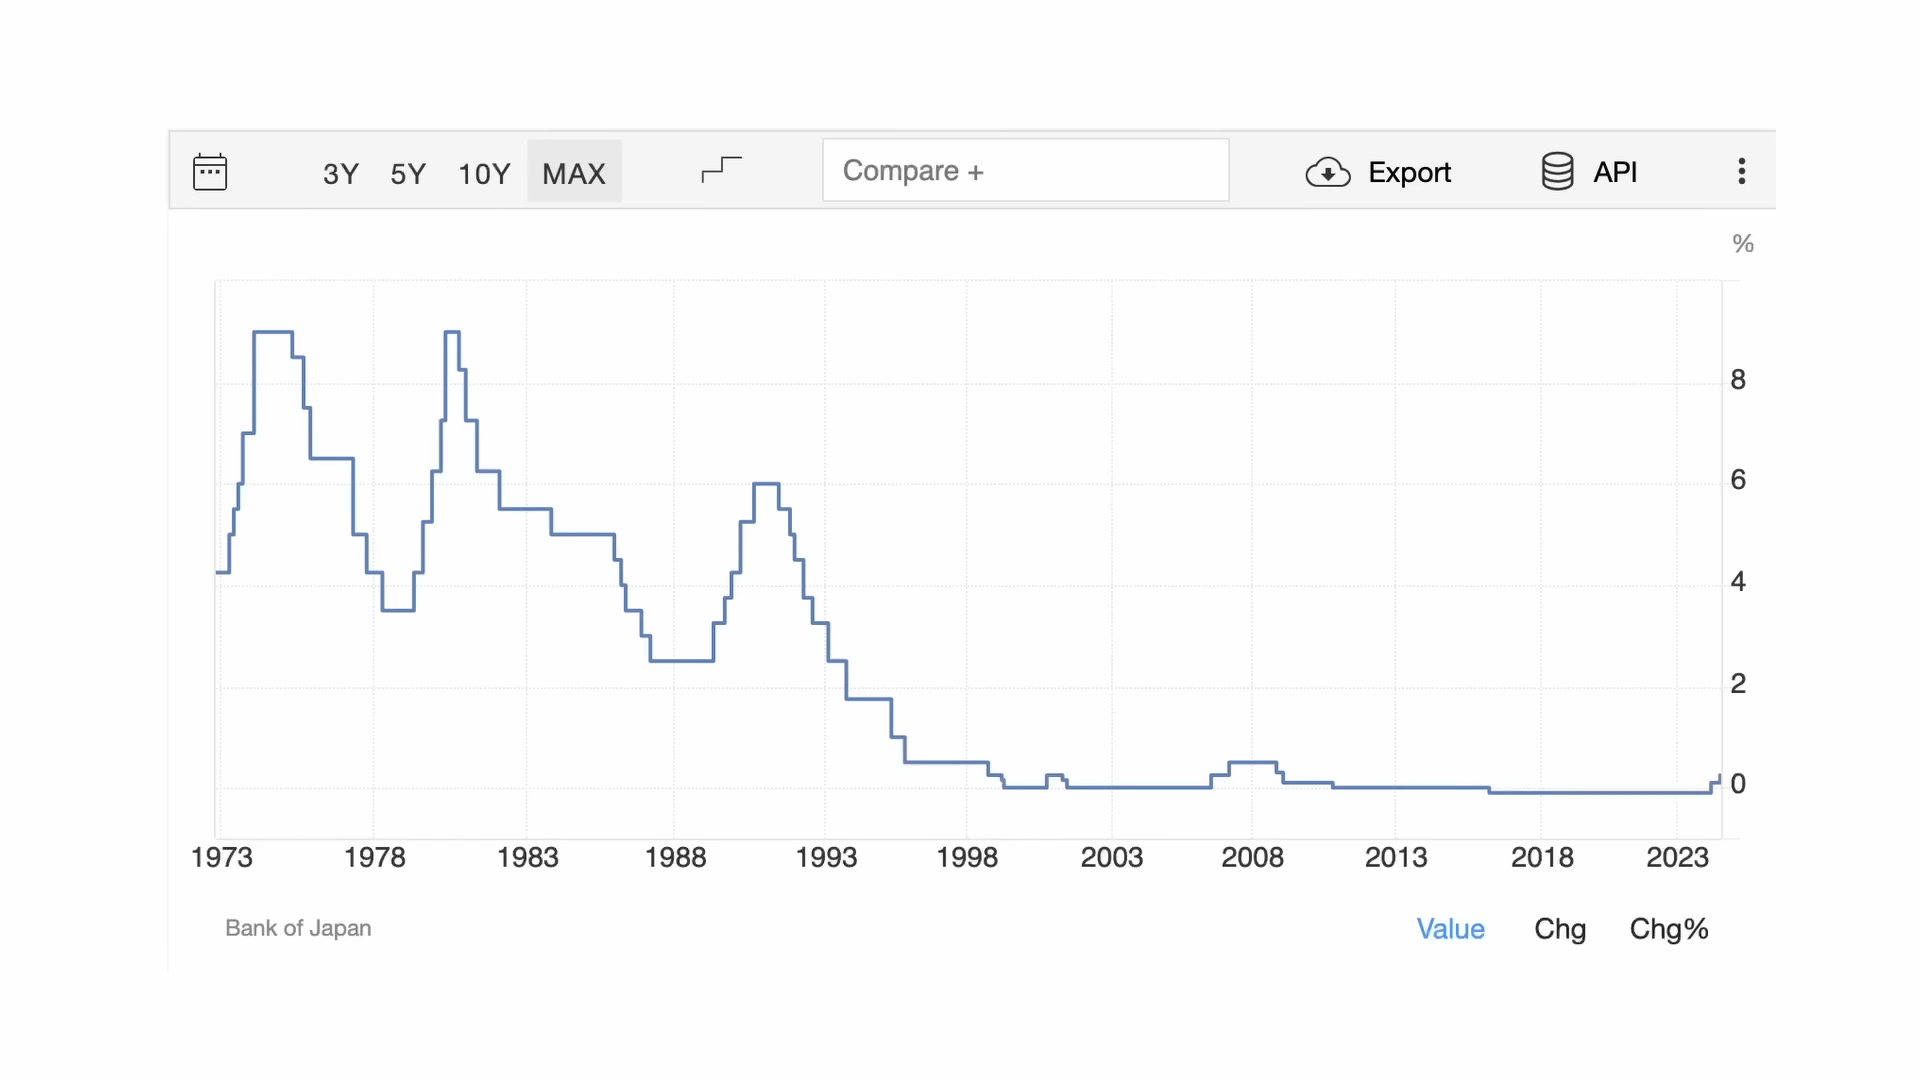 3Y 5Y 10Y MAX Compare + Export API
%
8
6
4
2
0
1973 1978 1983 1988 1993 1998 2003 2008 2013 2018 2023
Bank of Japan Value Chg Chg%